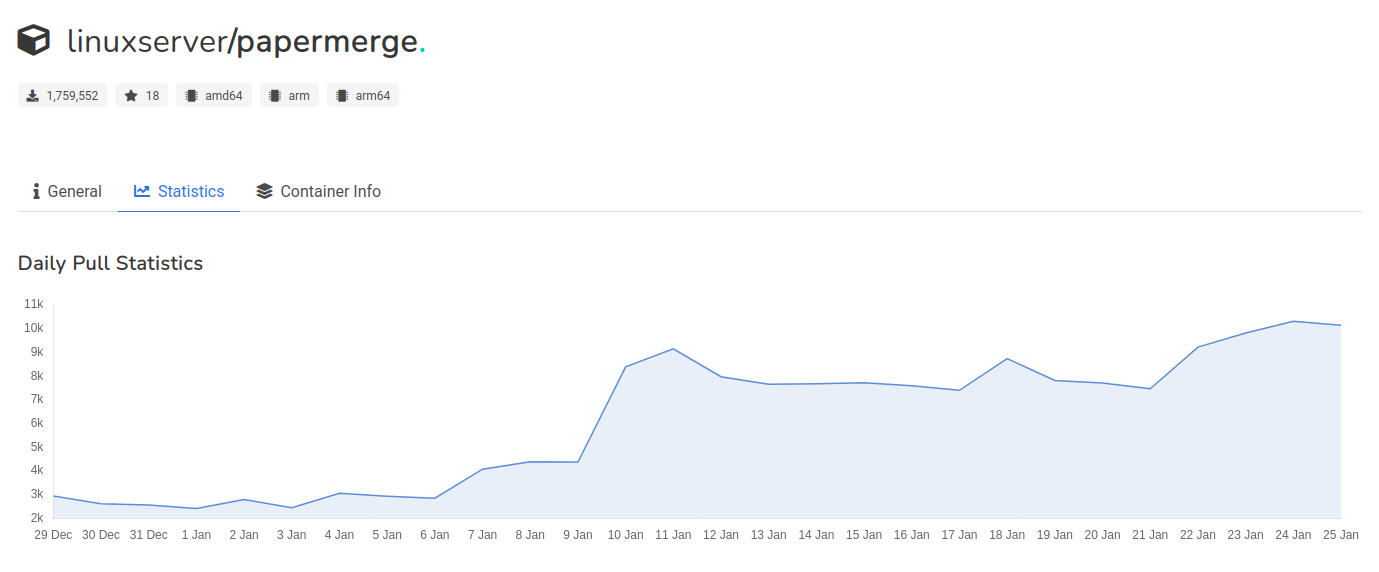 linuxserver/papermerge.
1,759,552 18 amd64 arm arm64
General Statistics Container Info
Daily Pull Statistics
11k
10k
9k
8k
7k
6k
5k
4k
3k
2k
29 Dec 30 Dec 31 Dec 1 Jan 2 Jan 3 Jan 4 Jan 5 Jan 6 Jan 7 Jan 8 Jan 9 Jan 10 Jan 11 Jan 12 Jan 13 Jan 14 Jan 15 Jan 16 Jan 17 Jan 18 Jan 19 Jan 20 Jan 21 Jan 22 Jan 23 Jan 24 Jan 25 Jan